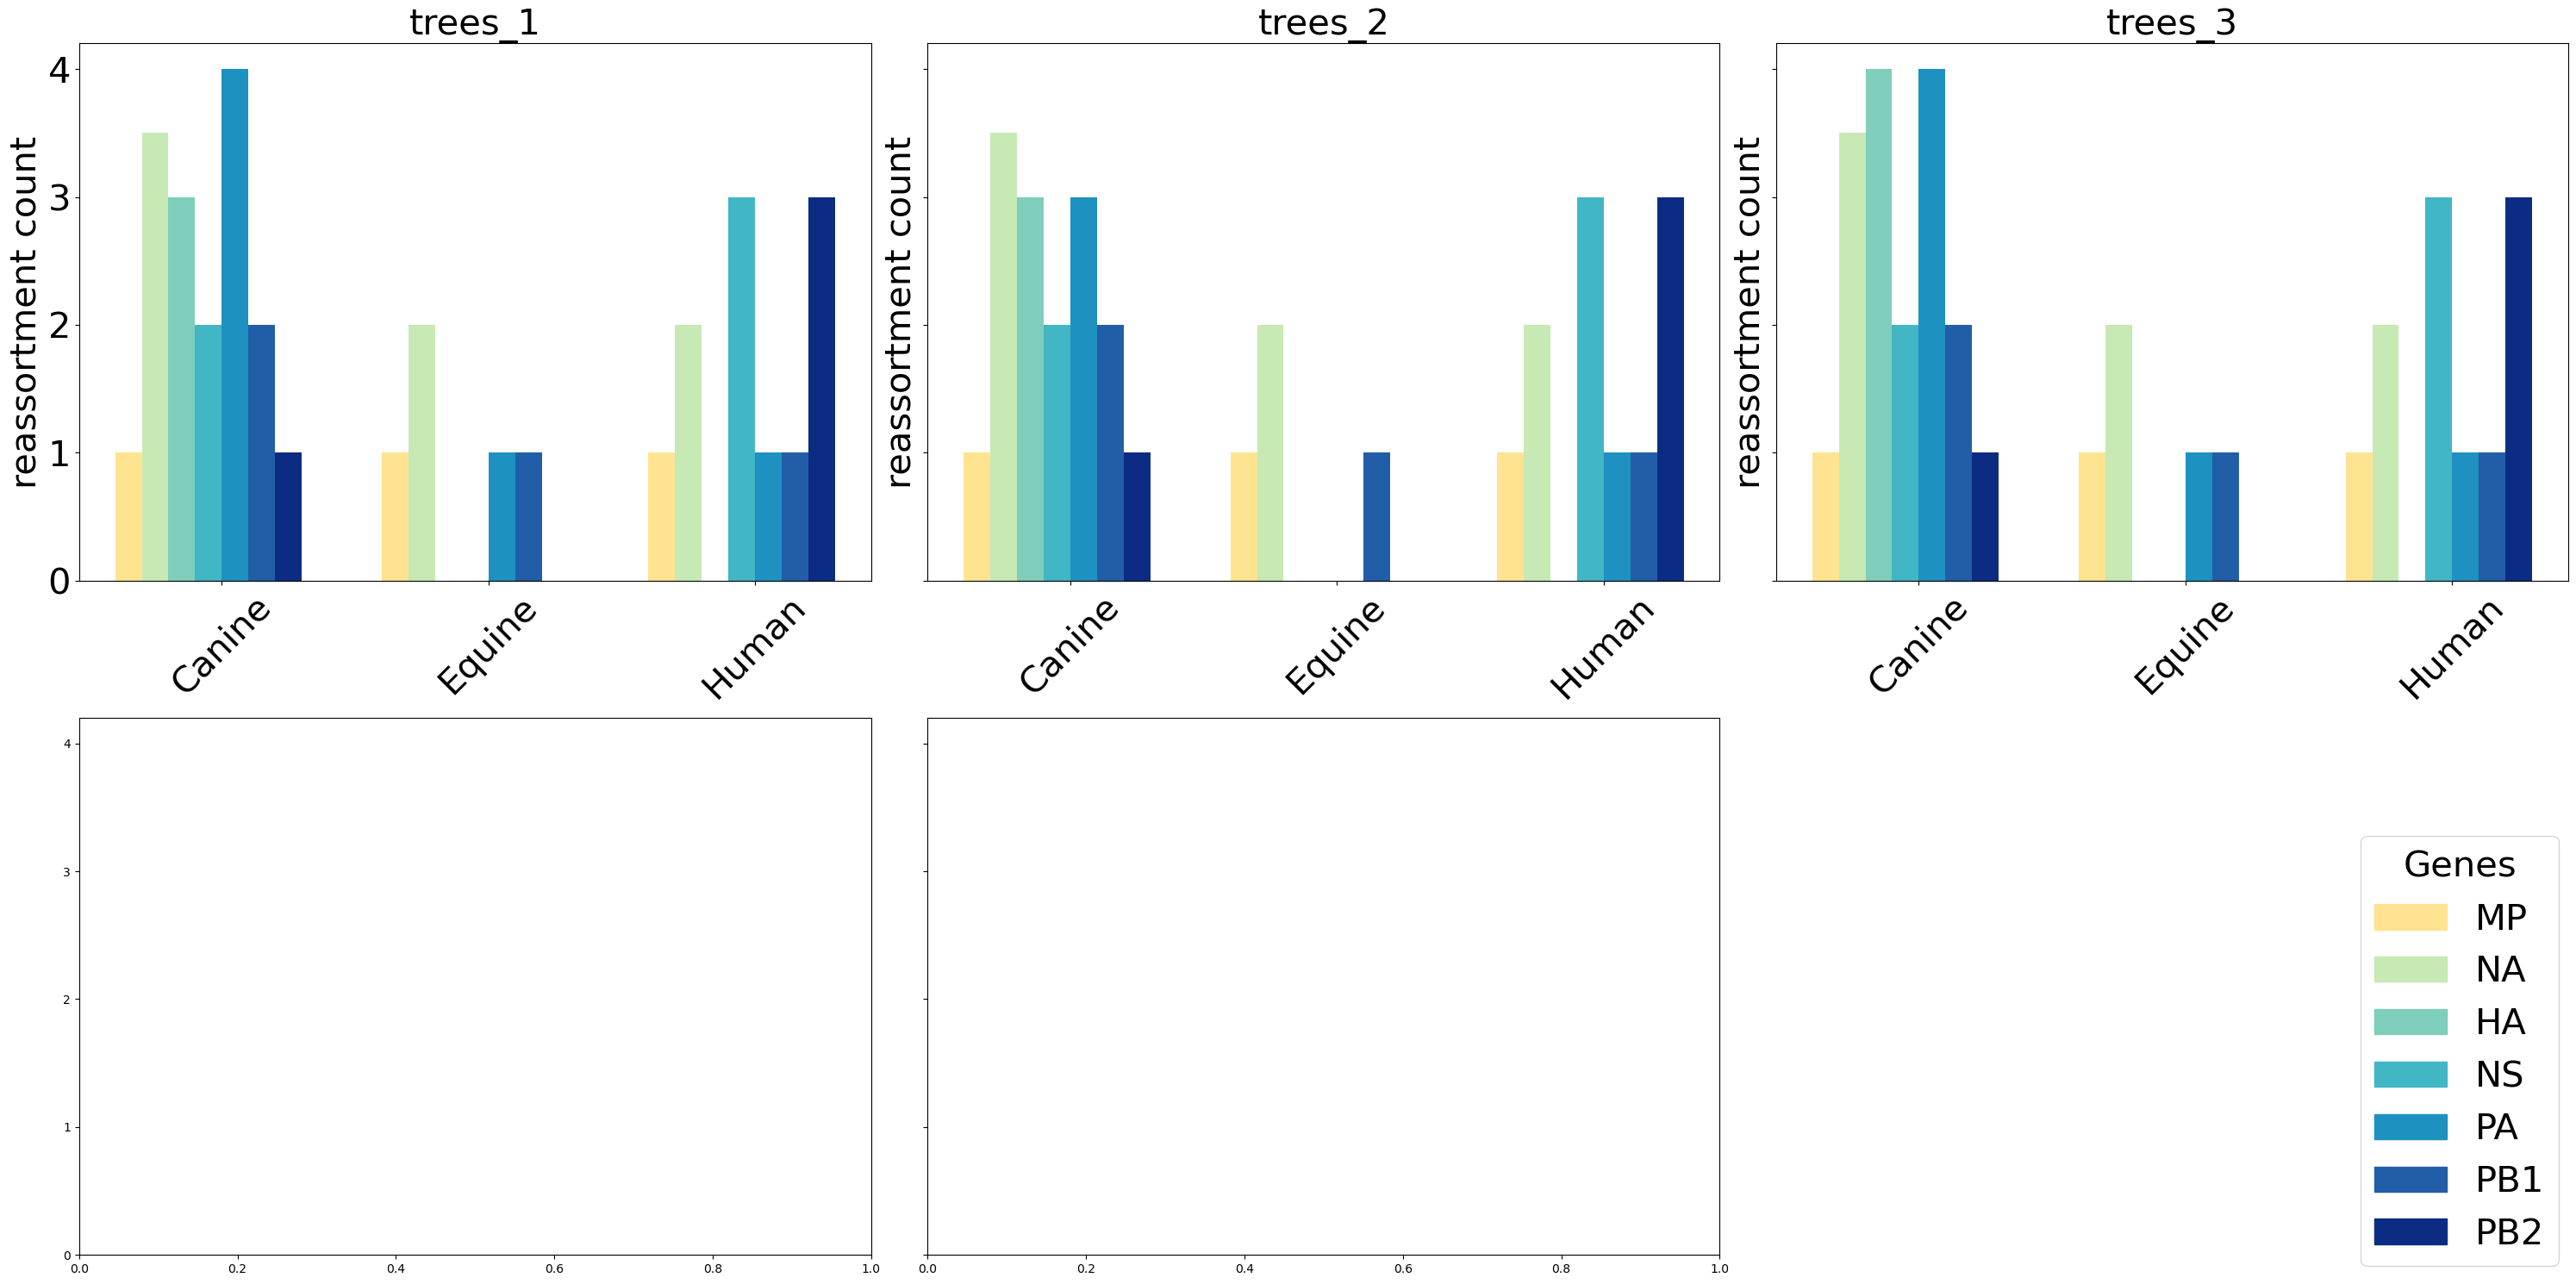 trees_1
trees_2
trees_3
reassortment count
4
3
2
1
0
Canine
Equine
Human
reassortment count
Canine
Equine
Human
reassortment count
Canine
Equine
Human
4
3
2
1
0
0.0 0.2 0.4 0.6 0.8 1.0
0.0 0.2 0.4 0.6 0.8 1.0
Genes
MP
NA
HA
NS
PA
PB1
PB2